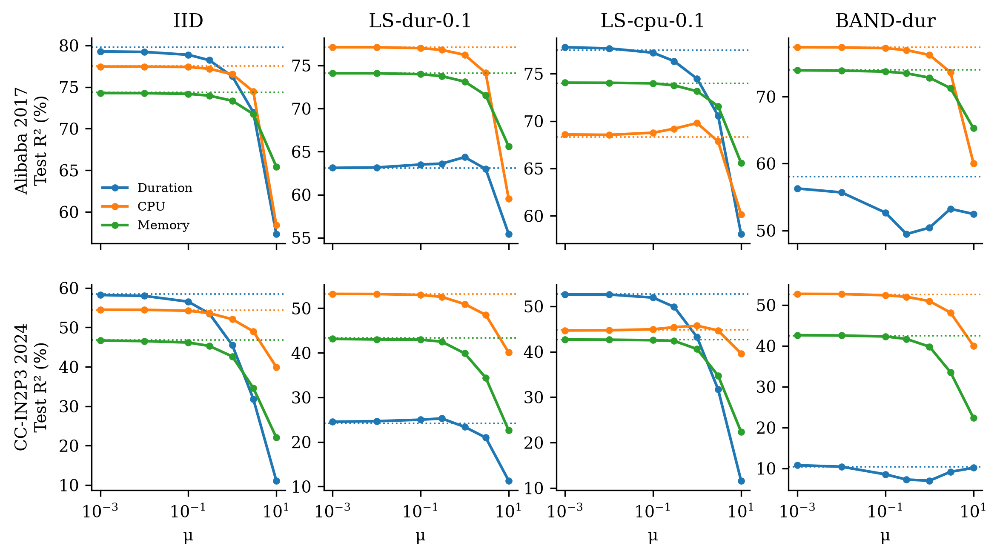 IID
LS-dur-0.1
LS-cpu-0.1
BAND-dur
Alibaba 2017
Test R² (%)
80
75
70
65
60
Duration
CPU
Memory
75
70
65
60
55
75
70
65
60
70
60
50
CC-IN2P3 2024
Test R² (%)
60
50
40
30
20
10
50
40
30
20
10
50
40
30
20
10
50
40
30
20
10
10⁻³ 10⁻¹ 10¹
10⁻³ 10⁻¹ 10¹
10⁻³ 10⁻¹ 10¹
10⁻³ 10⁻¹ 10¹
μ
μ
μ
μ